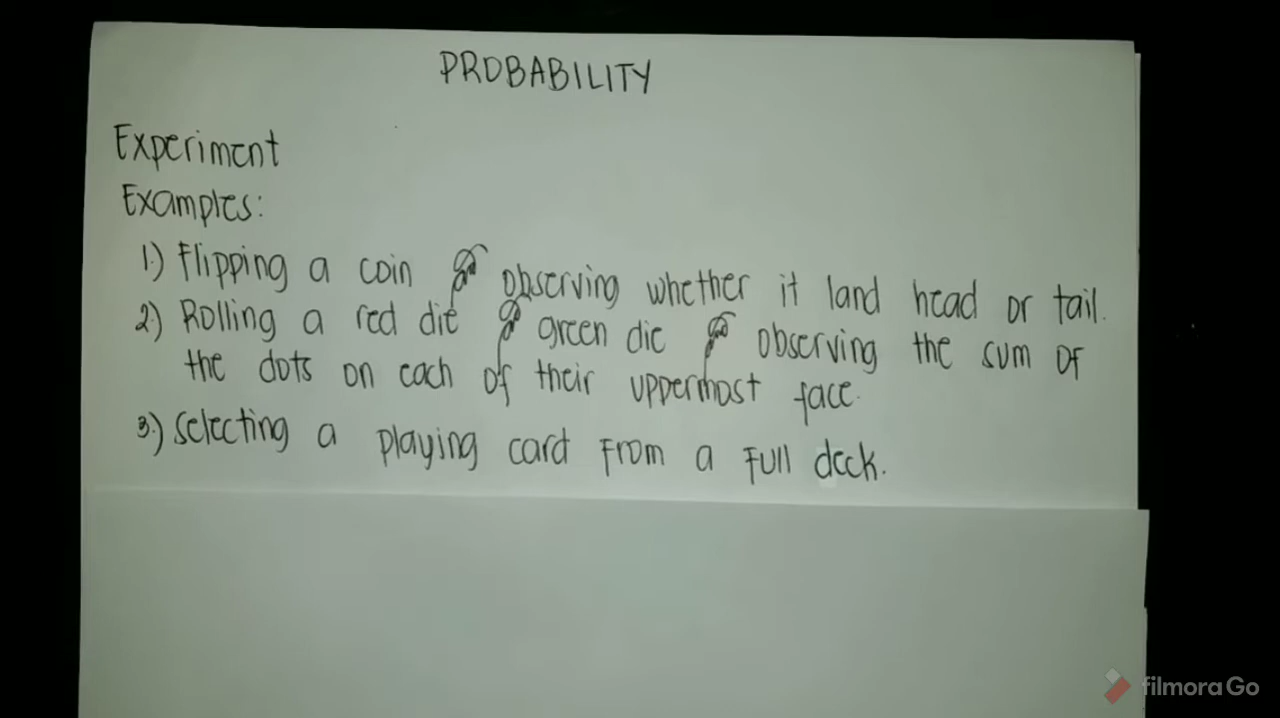 PROBABILITY
Experiment
Examples:
1.) Flipping a coin & observing whether it land head or tail.
2.) Rolling a red die & green die & observing the sum of
the dots on each of their uppermost face.
3.) Selecting a playing card from a full deck.
filmoraGo